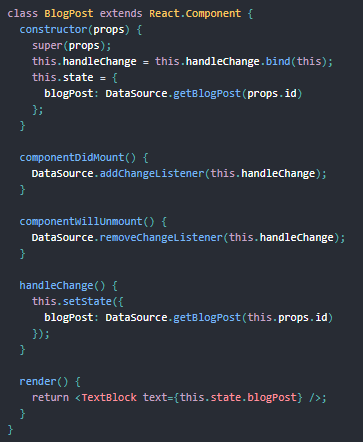 class BlogPost extends React.Component {
  constructor(props) {
    super(props);
    this.handleChange = this.handleChange.bind(this);
    this.state = {
      blogPost: DataSource.getBlogPost(props.id)
    };
  }

  componentDidMount() {
    DataSource.addChangeListener(this.handleChange);
  }

  componentWillUnmount() {
    DataSource.removeChangeListener(this.handleChange);
  }

  handleChange() {
    this.setState({
      blogPost: DataSource.getBlogPost(this.props.id)
    });
  }

  render() {
    return <TextBlock text={this.state.blogPost} />;
  }
}